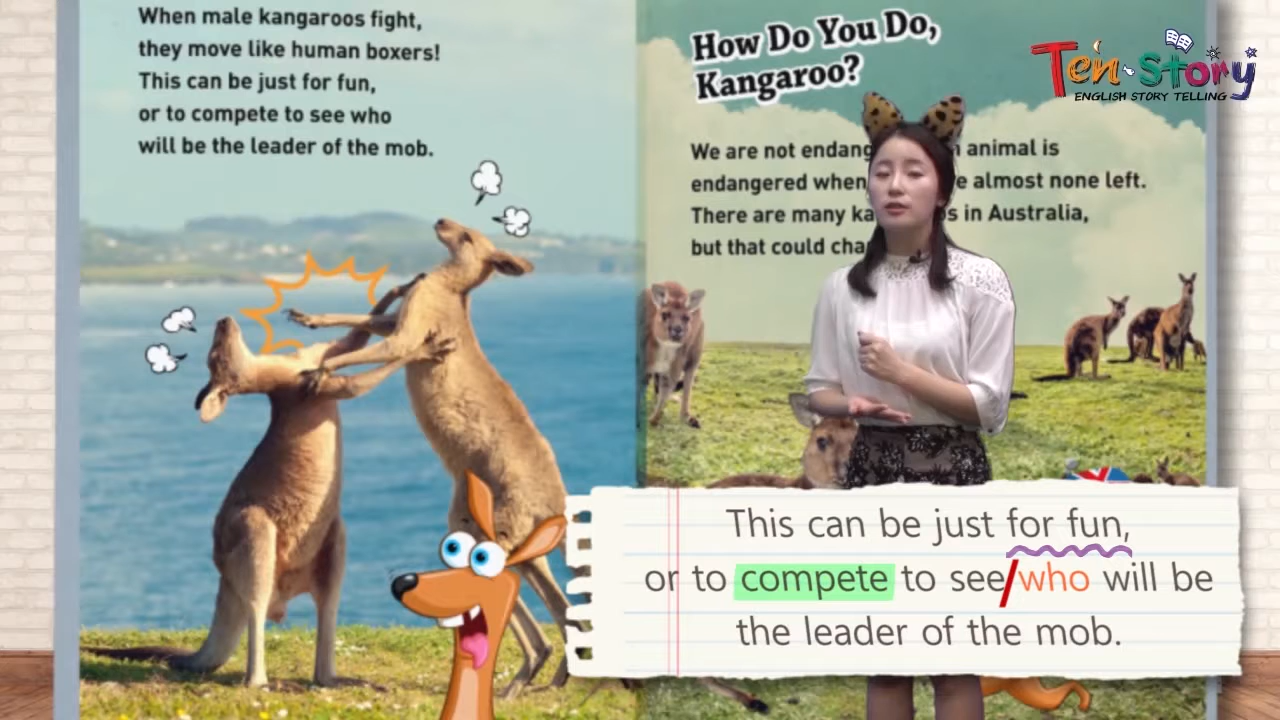 When male kangaroos fight,
they move like human boxers!
This can be just for fun,
or to compete to see who
will be the leader of the mob.
How Do You Do,
Kangaroo?
Ten Story
ENGLISH STORY TELLING
We are not animal is
endangered when almost none left.
There are many in Australia,
but that could
This can be just for fun,
or to compete to see/who will be
the leader of the mob.